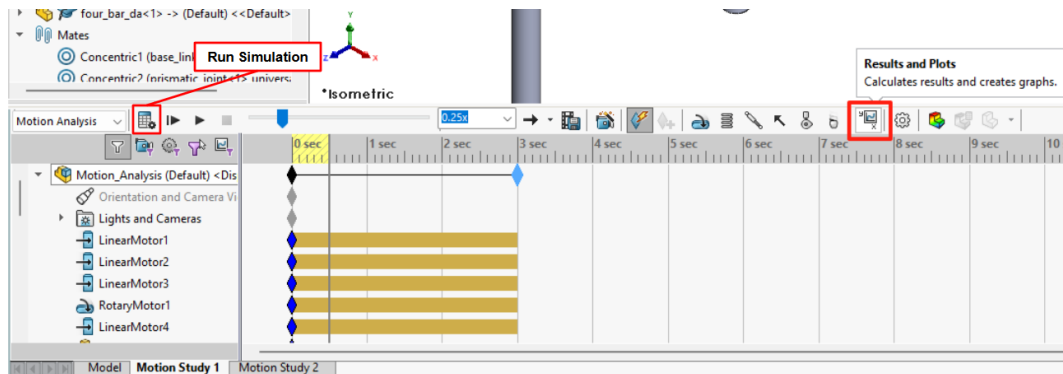 four_bar_da<1> -> (Default) <<Default>
Mates
Concentric1 (base_lin
Run Simulation
Concentric2 (prismatic_joint<1>,univers
Y
z
x
*Isometric
Results and Plots
Calculates results and creates graphs.
Motion Analysis
0.25x
0 sec 1 sec 2 sec 3 sec 4 sec 5 sec 6 sec 7 sec 8 sec 9 sec 10
Motion_Analysis (Default) <Dis
Orientation and Camera Vi
Lights and Cameras
LinearMotor1
LinearMotor2
LinearMotor3
RotaryMotor1
LinearMotor4
Model Motion Study 1 Motion Study 2